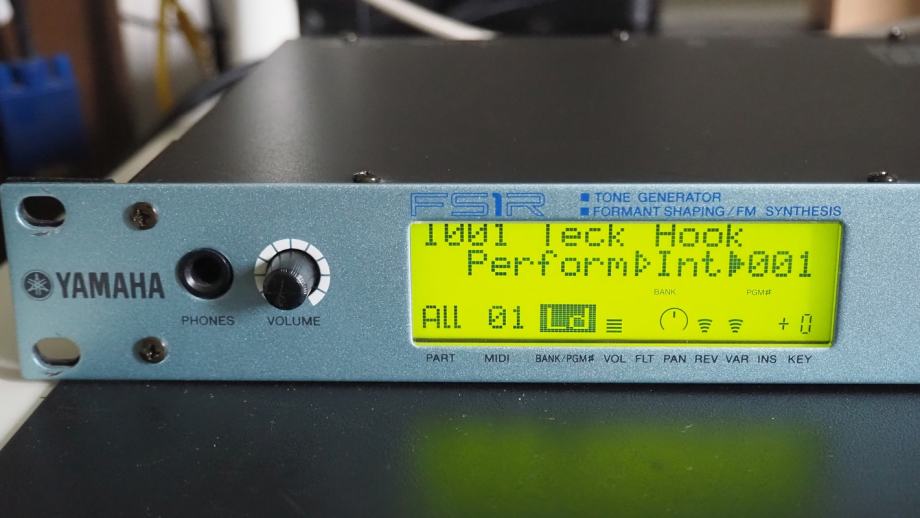 FS1R
TONE GENERATOR
FORMANT SHAPING/FM SYNTHESIS
YAMAHA
PHONES
VOLUME
Teck Hook
Perform▷Int▶001
BANK PGM#
All 01 Ld +0
PART MIDI BANK/PGM# VOL FLT PAN REV VAR INS KEY